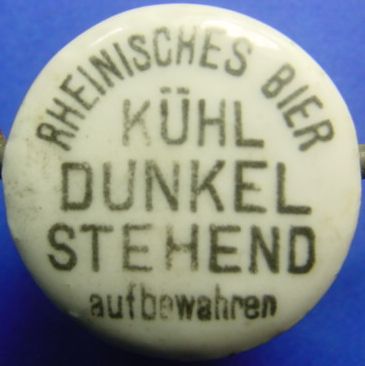 RHEINISCHES BIER
KÜHL
DUNKEL
STEHEND
aufbewahren